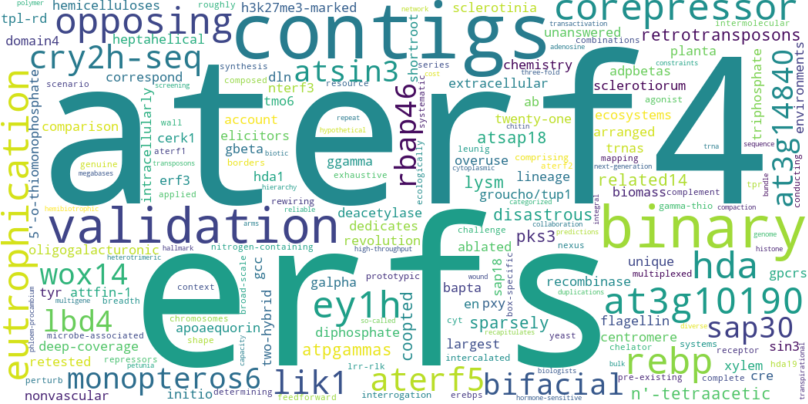 hemicelluloses
roughly
h3k27me3-marked
polymer
network
sclerotinia
corepressor
tpl-rd
opposing
contigs
transactivation
adenosine
intermolecular
combinations
domain4
heptahelical
unanswered
retrotransposons
cry2h-seq
shortroot
planta
correspond
atsin3
series
cost
three-fold
constraints
chemistry
adpbetas
scenario
synthesis
composed
resource
dln
nterf3
extracellular
sclerotiorum
screening
tmo6
systematic
ab
agonist
triphosphate
at3g14840
environments
eutrophication
5'-o-thiomonophosphate
aterf4
wall
account
repeat
rbap46
twenty-one
ecosystems
comparison
cerk1
hypothetical
atsap18
arranged
chitin
trna
sequence
intracellularly
elicitors
gbeta
overuse
leunig
trnas
mapping
conducting
genuine
transposons
aterf1
biotic
ecologically
comprising
aterf2
next-generation
megabases
borders
ggamma
lysm
lineage
cytoplasmic
related14
erf3
hda1
exhaustive
groucho/tup1
categorized
integral
biomass
complement
tpr
bundle
applied
hierarchy
rewiring
reliable
deacetylase
disastrous
gamma-thio
compaction
validation
arms
dedicates
revolution
challenge
pks3
predictions
binary
genome
histone
oligogalacturonic
nitrogen-containing
high-throughput
ablated
nexus
hallmark
gcc
galpha
prototypic
sap18
box-specific
unique
multiplexed
hda
gpcrs
wox14
heterotrimeric
erfs
bapta
wound
tyr
attfin-1
context
broad-scale
two-hybrid
ey1h
coopted
en
pxy
recombinase
at3g10190
phloem-procambium
multigene
breadth
chromosomes
so-called
cyt
sparsely
duplications
flagellin
diverse
lbd4
microbe-associated
shape
apoaequorin
diphosphate
recapitulates
yeast
centromere
sap30
deep-coverage
capacity
atpgammas
largest
chelator
systems
receptor
sin3
retested
repressors
petunia
lrr-rlk
intercalated
rebp
xylem
hda19
perturb
monopteros6
lik1
aterf5
bifacial
bulk
pre-existing
complete
cre
transpirational
nonvascular
initio
determining
feedforward
interrogation
erebps
biologists
hormone-sensitive
n'-tetraacetic